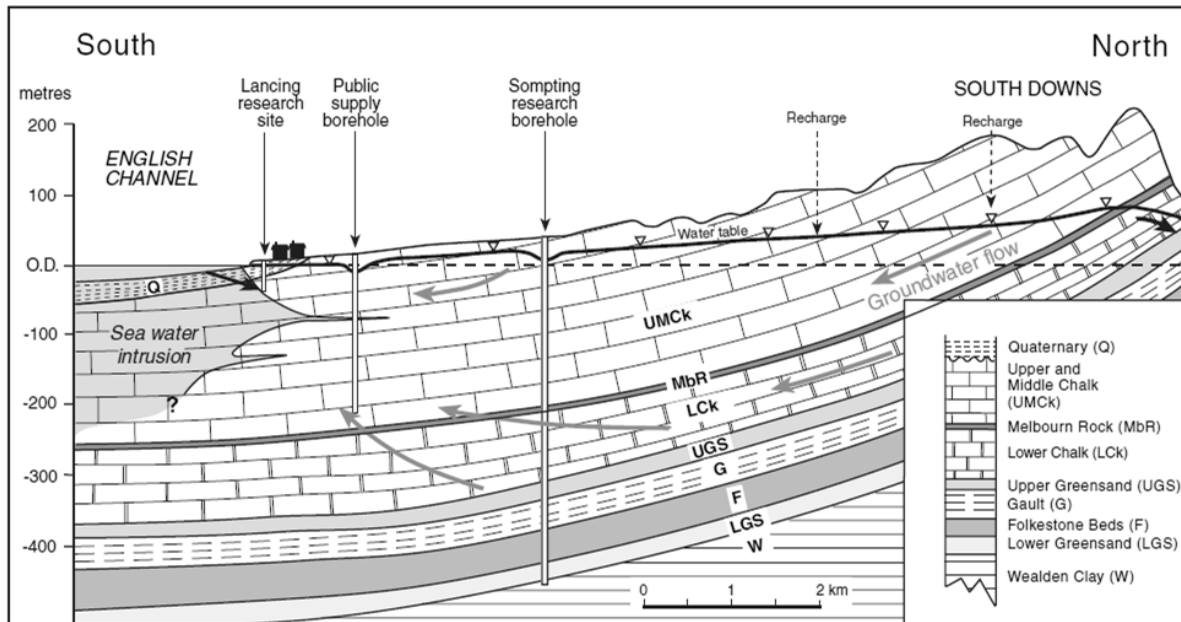 South
North
metres
Lancing
research
site
Public
supply
borehole
Sompting
research
borehole
SOUTH DOWNS
Recharge
Recharge
200
ENGLISH
CHANNEL
100
Water table
O.D.
Q
Groundwater flow
-100
Sea water
intrusion
UMCk
-200
?
MbR
LCk
-300
UGS
G
F
LGS
W
-400
0
1
2 km
Quaternary (Q)
Upper and
Middle Chalk
(UMCk)
Melbourn Rock (MbR)
Lower Chalk (LCk)
Upper Greensand (UGS)
Gault (G)
Folkestone Beds (F)
Lower Greensand (LGS)
Wealden Clay (W)